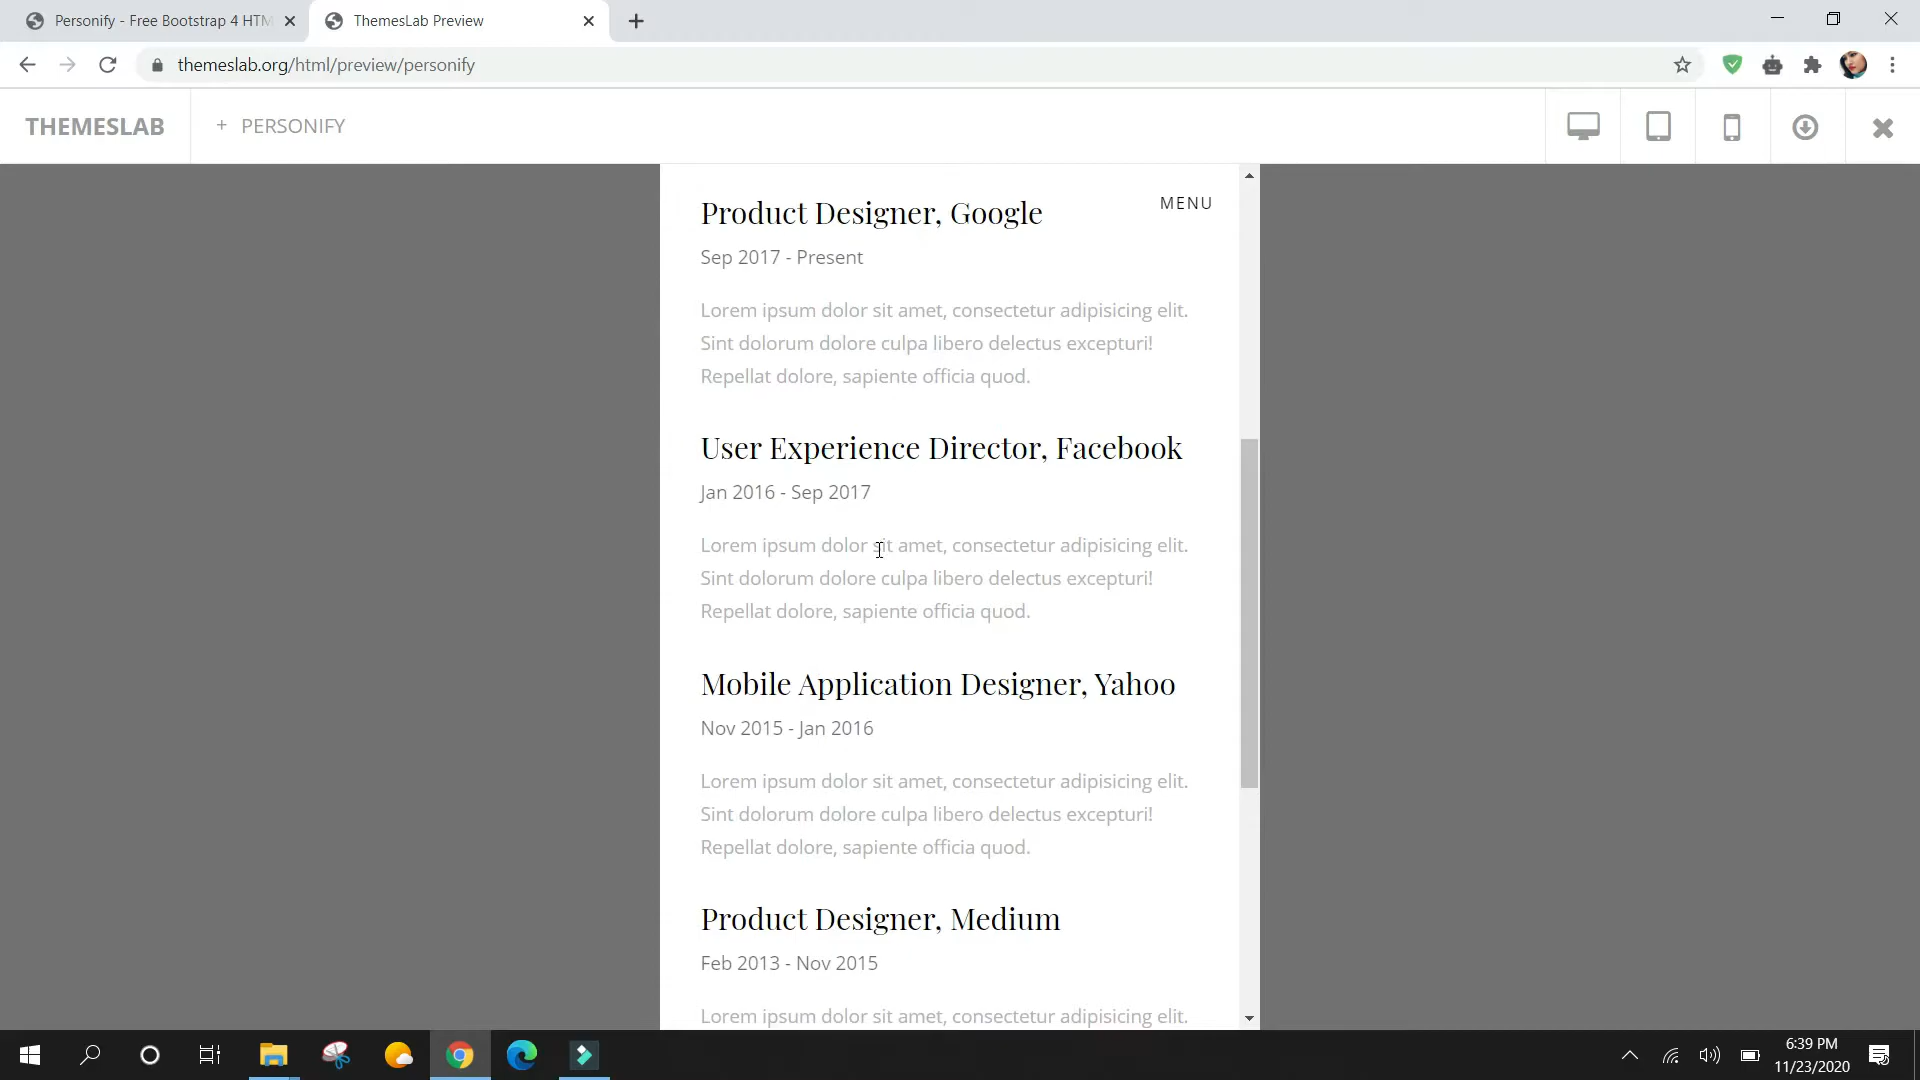 Personify - Free Bootstrap 4 HTM
ThemesLab Preview
themeslab.org/html/preview/personify
THEMESLAB
+ PERSONIFY
MENU
Product Designer, Google
Sep 2017 - Present
Lorem ipsum dolor sit amet, consectetur adipisicing elit.
Sint dolorum dolore culpa libero delectus excepturi!
Repellat dolore, sapiente officia quod.
User Experience Director, Facebook
Jan 2016 - Sep 2017
Lorem ipsum dolor sit amet, consectetur adipisicing elit.
Sint dolorum dolore culpa libero delectus excepturi!
Repellat dolore, sapiente officia quod.
Mobile Application Designer, Yahoo
Nov 2015 - Jan 2016
Lorem ipsum dolor sit amet, consectetur adipisicing elit.
Sint dolorum dolore culpa libero delectus excepturi!
Repellat dolore, sapiente officia quod.
Product Designer, Medium
Feb 2013 - Nov 2015
Lorem ipsum dolor sit amet, consectetur adipisicing elit.
6:39 PM
11/23/2020